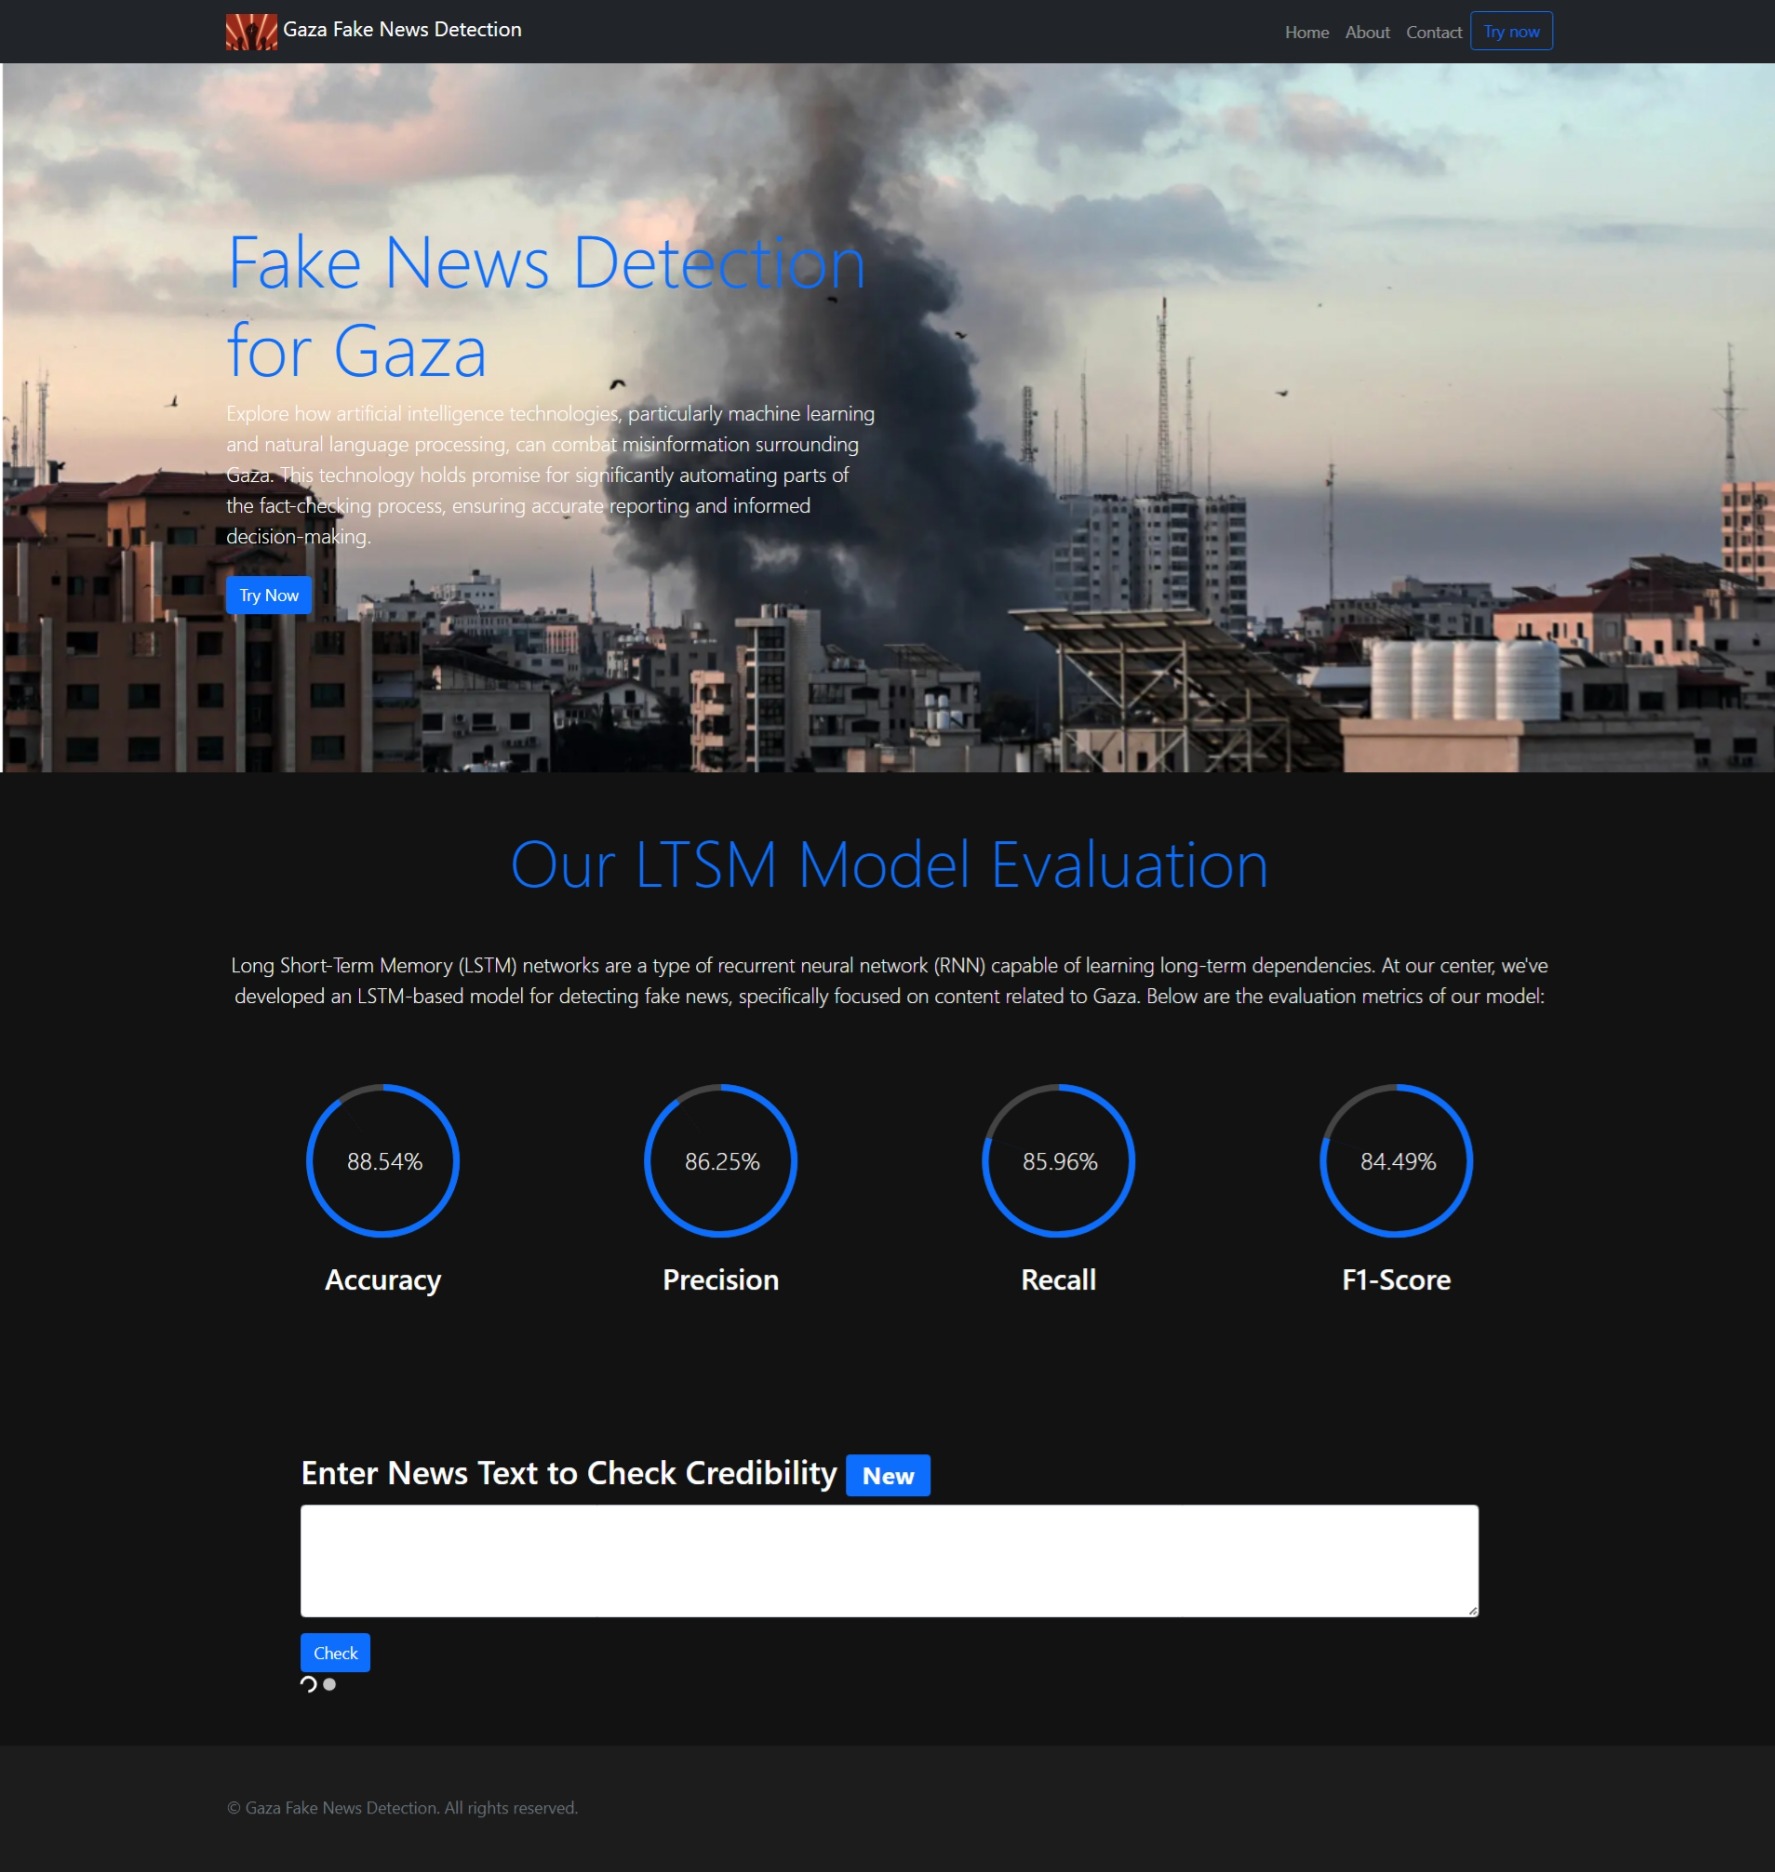 Gaza Fake News Detection
Home About Contact Try now
Fake News Detection
for Gaza
Explore how artificial intelligence technologies, particularly machine learning
and natural language processing, can combat misinformation surrounding
Gaza. This technology holds promise for significantly automating parts of
the fact-checking process, ensuring accurate reporting and informed
decision-making.
Try Now
Our LTSM Model Evaluation
Long Short-Term Memory (LSTM) networks are a type of recurrent neural network (RNN) capable of learning long-term dependencies. At our center, we've
developed an LSTM-based model for detecting fake news, specifically focused on content related to Gaza. Below are the evaluation metrics of our model:
88.54% 86.25% 85.96% 84.49%
Accuracy Precision Recall F1-Score
Enter News Text to Check Credibility New
Check
© Gaza Fake News Detection. All rights reserved.